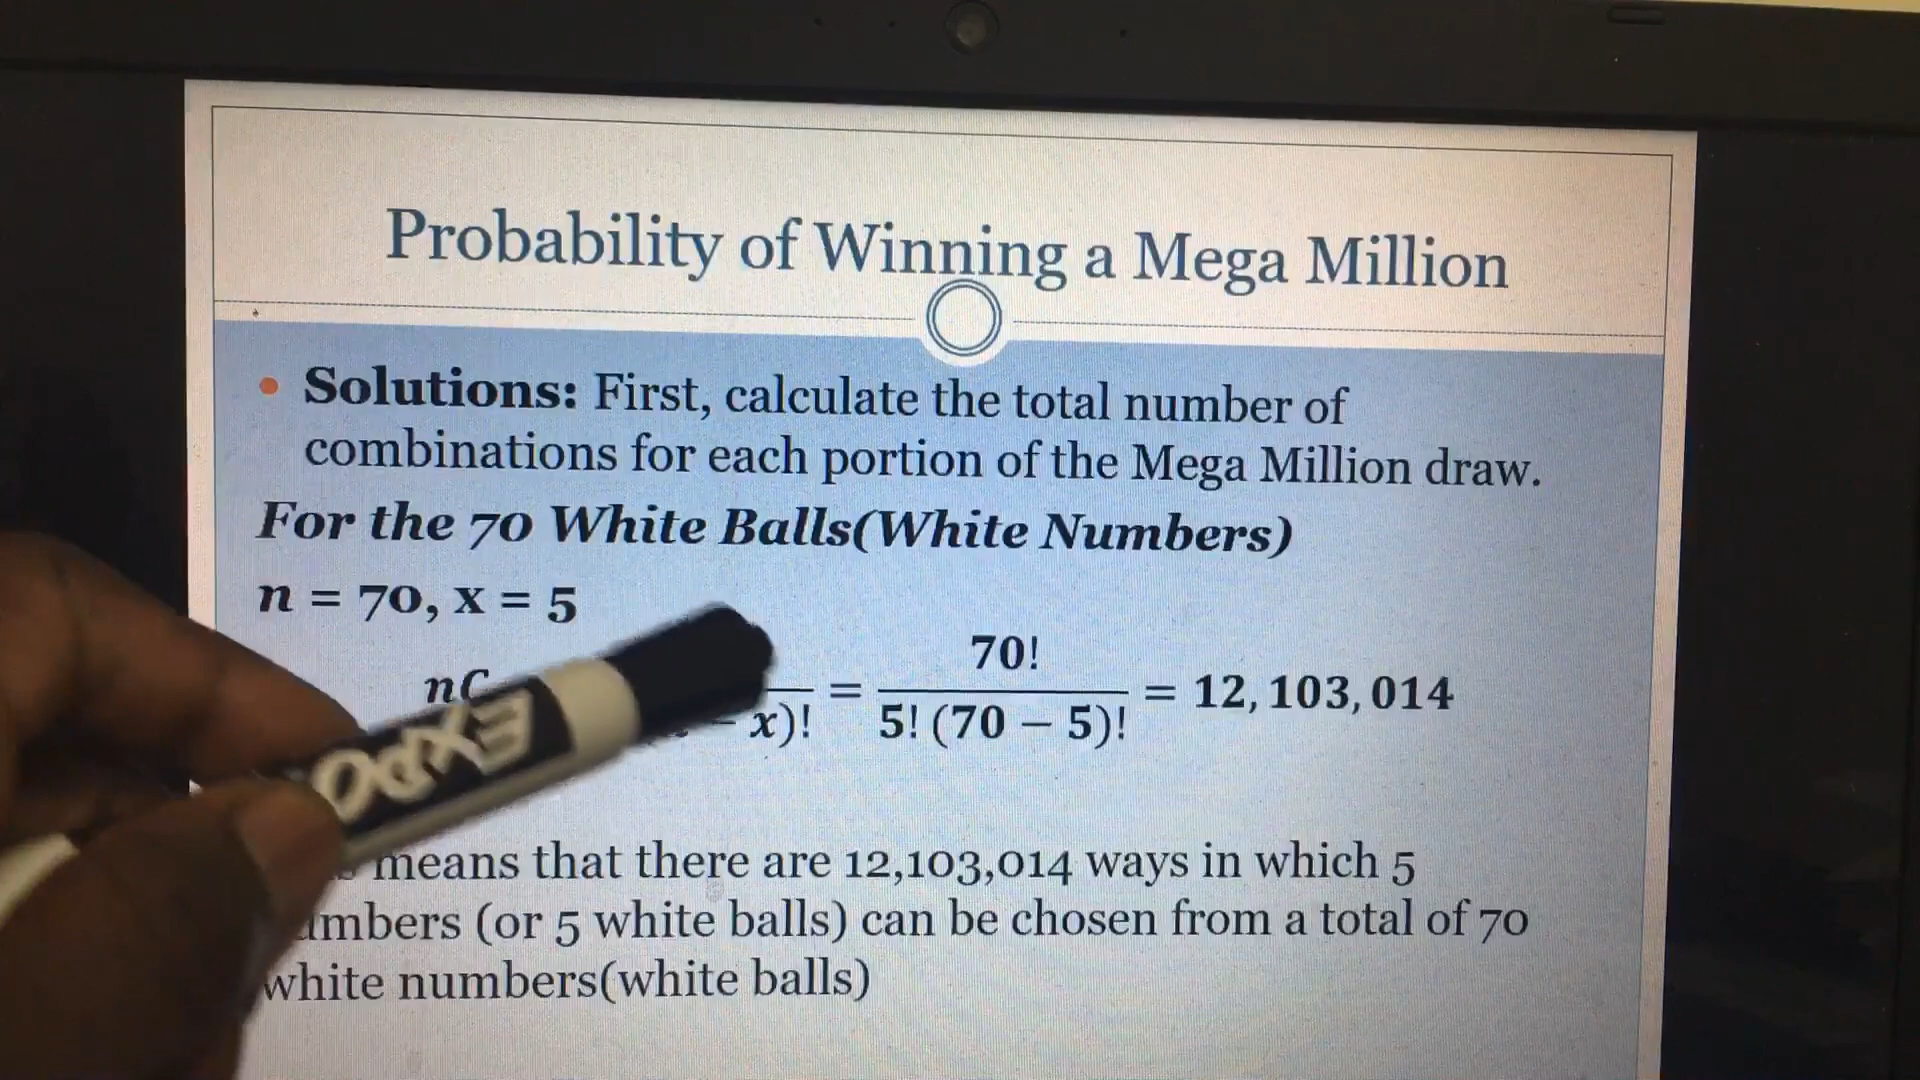 Probability of Winning a Mega Million
• Solutions: First, calculate the total number of
combinations for each portion of the Mega Million draw.
For the 70 White Balls(White Numbers)
n = 70, x = 5
nC – x)! = 70! / 5! (70 – 5)! = 12, 103, 014
EXPO
means that there are 12,103,014 ways in which 5
(or 5 white balls) can be chosen from a total of 70
white numbers(white balls)